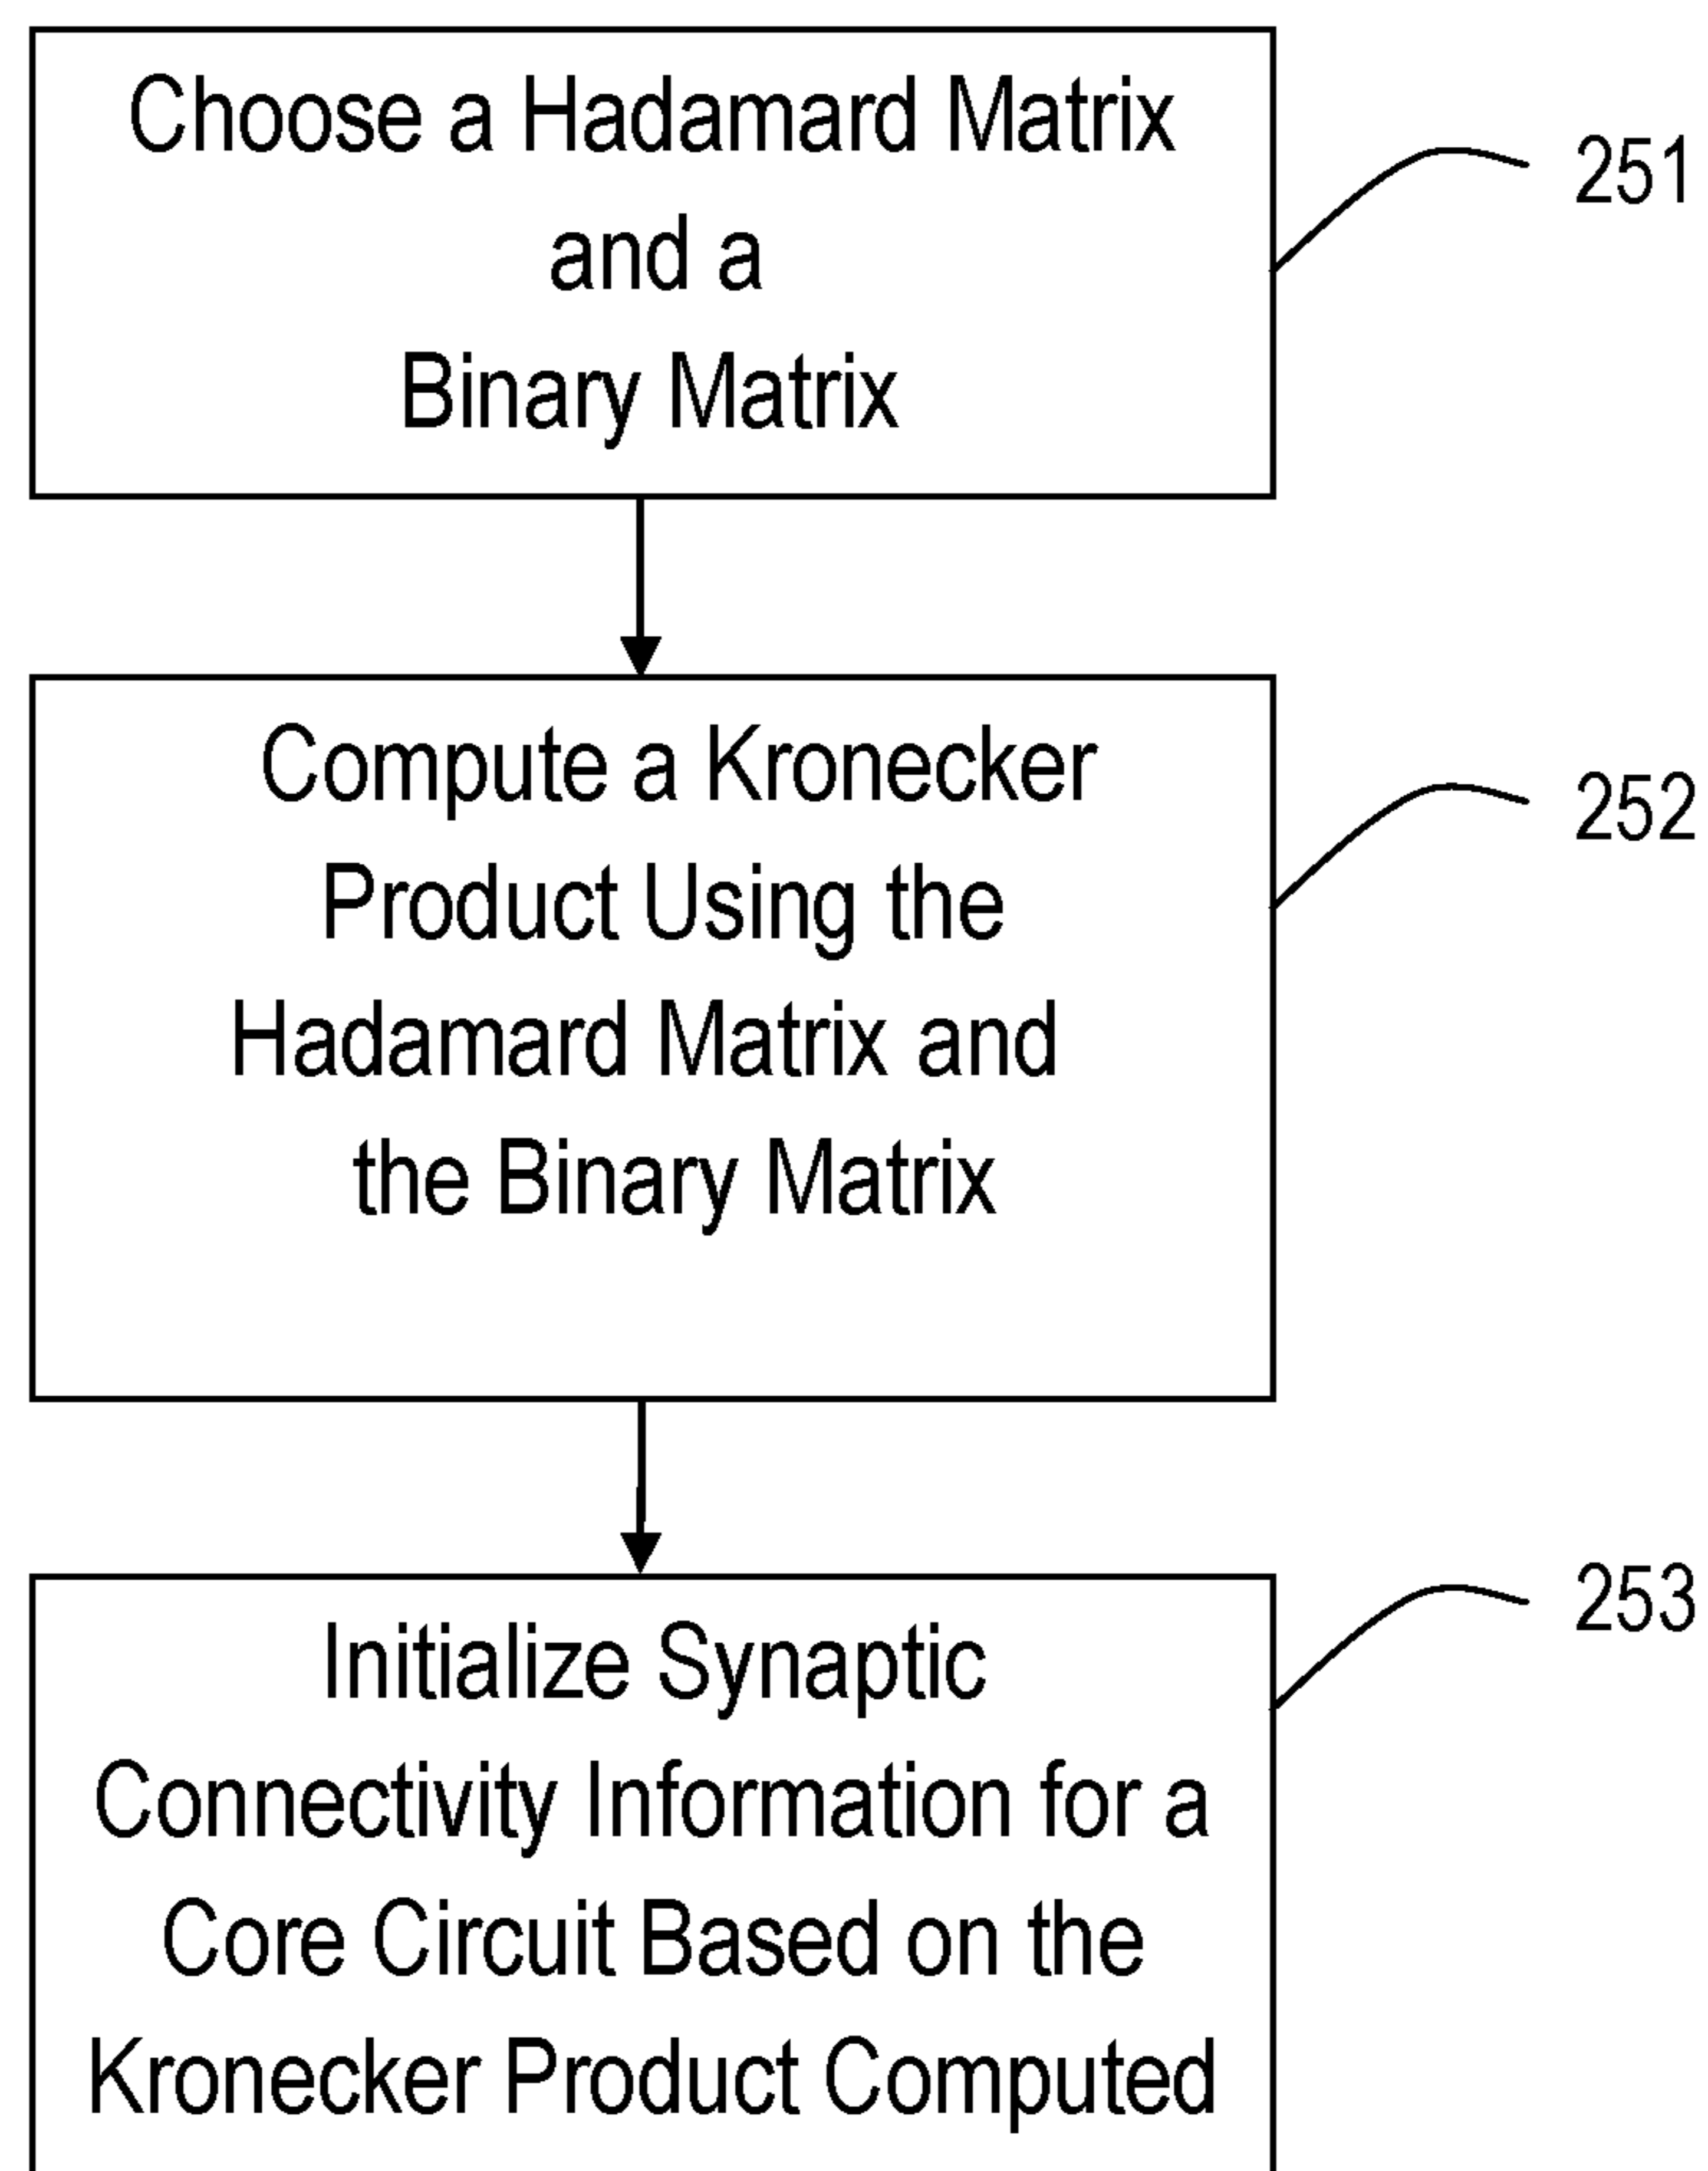 Choose a Hadamard Matrix
and a
Binary Matrix
251
Compute a Kronecker
Product Using the
Hadamard Matrix and
the Binary Matrix
252
Initialize Synaptic
Connectivity Information for a
Core Circuit Based on the
Kronecker Product Computed
253